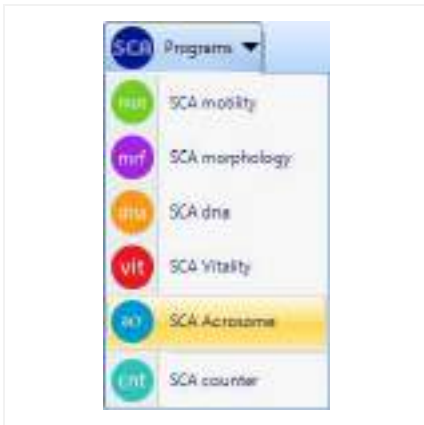 SCA Programs
mot SCA motility
mrf SCA morphology
dna SCA dna
vit SCA Vitality
SCA Acrosome
cnt SCA counter